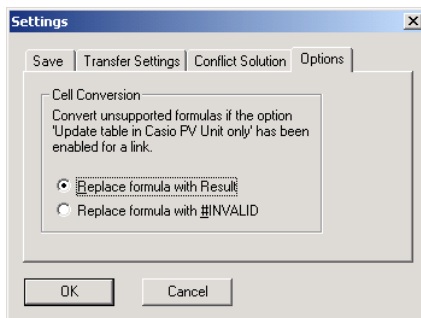 Settings
Save Transfer Settings Conflict Solution Options
Cell Conversion
Convert unsupported formulas if the option
'Update table in Casio PV Unit only' has been
enabled for a link.
Replace formula with Result
Replace formula with #INVALID
OK Cancel